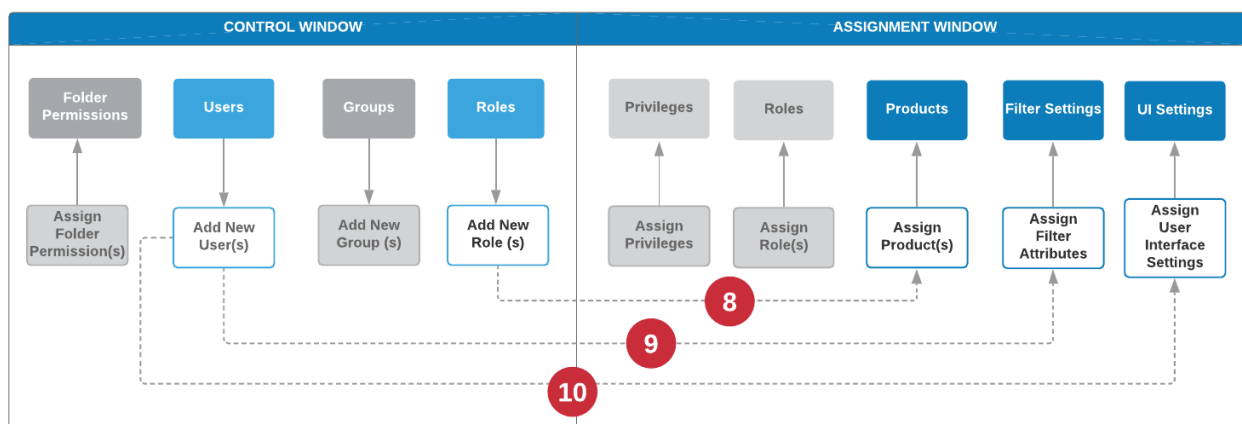 CONTROL WINDOW
ASSIGNMENT WINDOW
Folder
Permissions
Users
Groups
Roles
Privileges
Roles
Products
Filter Settings
UI Settings
Assign
Folder
Permission(s)
Add New
User(s)
Add New
Group (s)
Add New
Role (s)
Assign
Privileges
Assign
Role(s)
Assign
Product(s)
Assign
Filter
Attributes
Assign
User
Interface
Settings
8
9
10